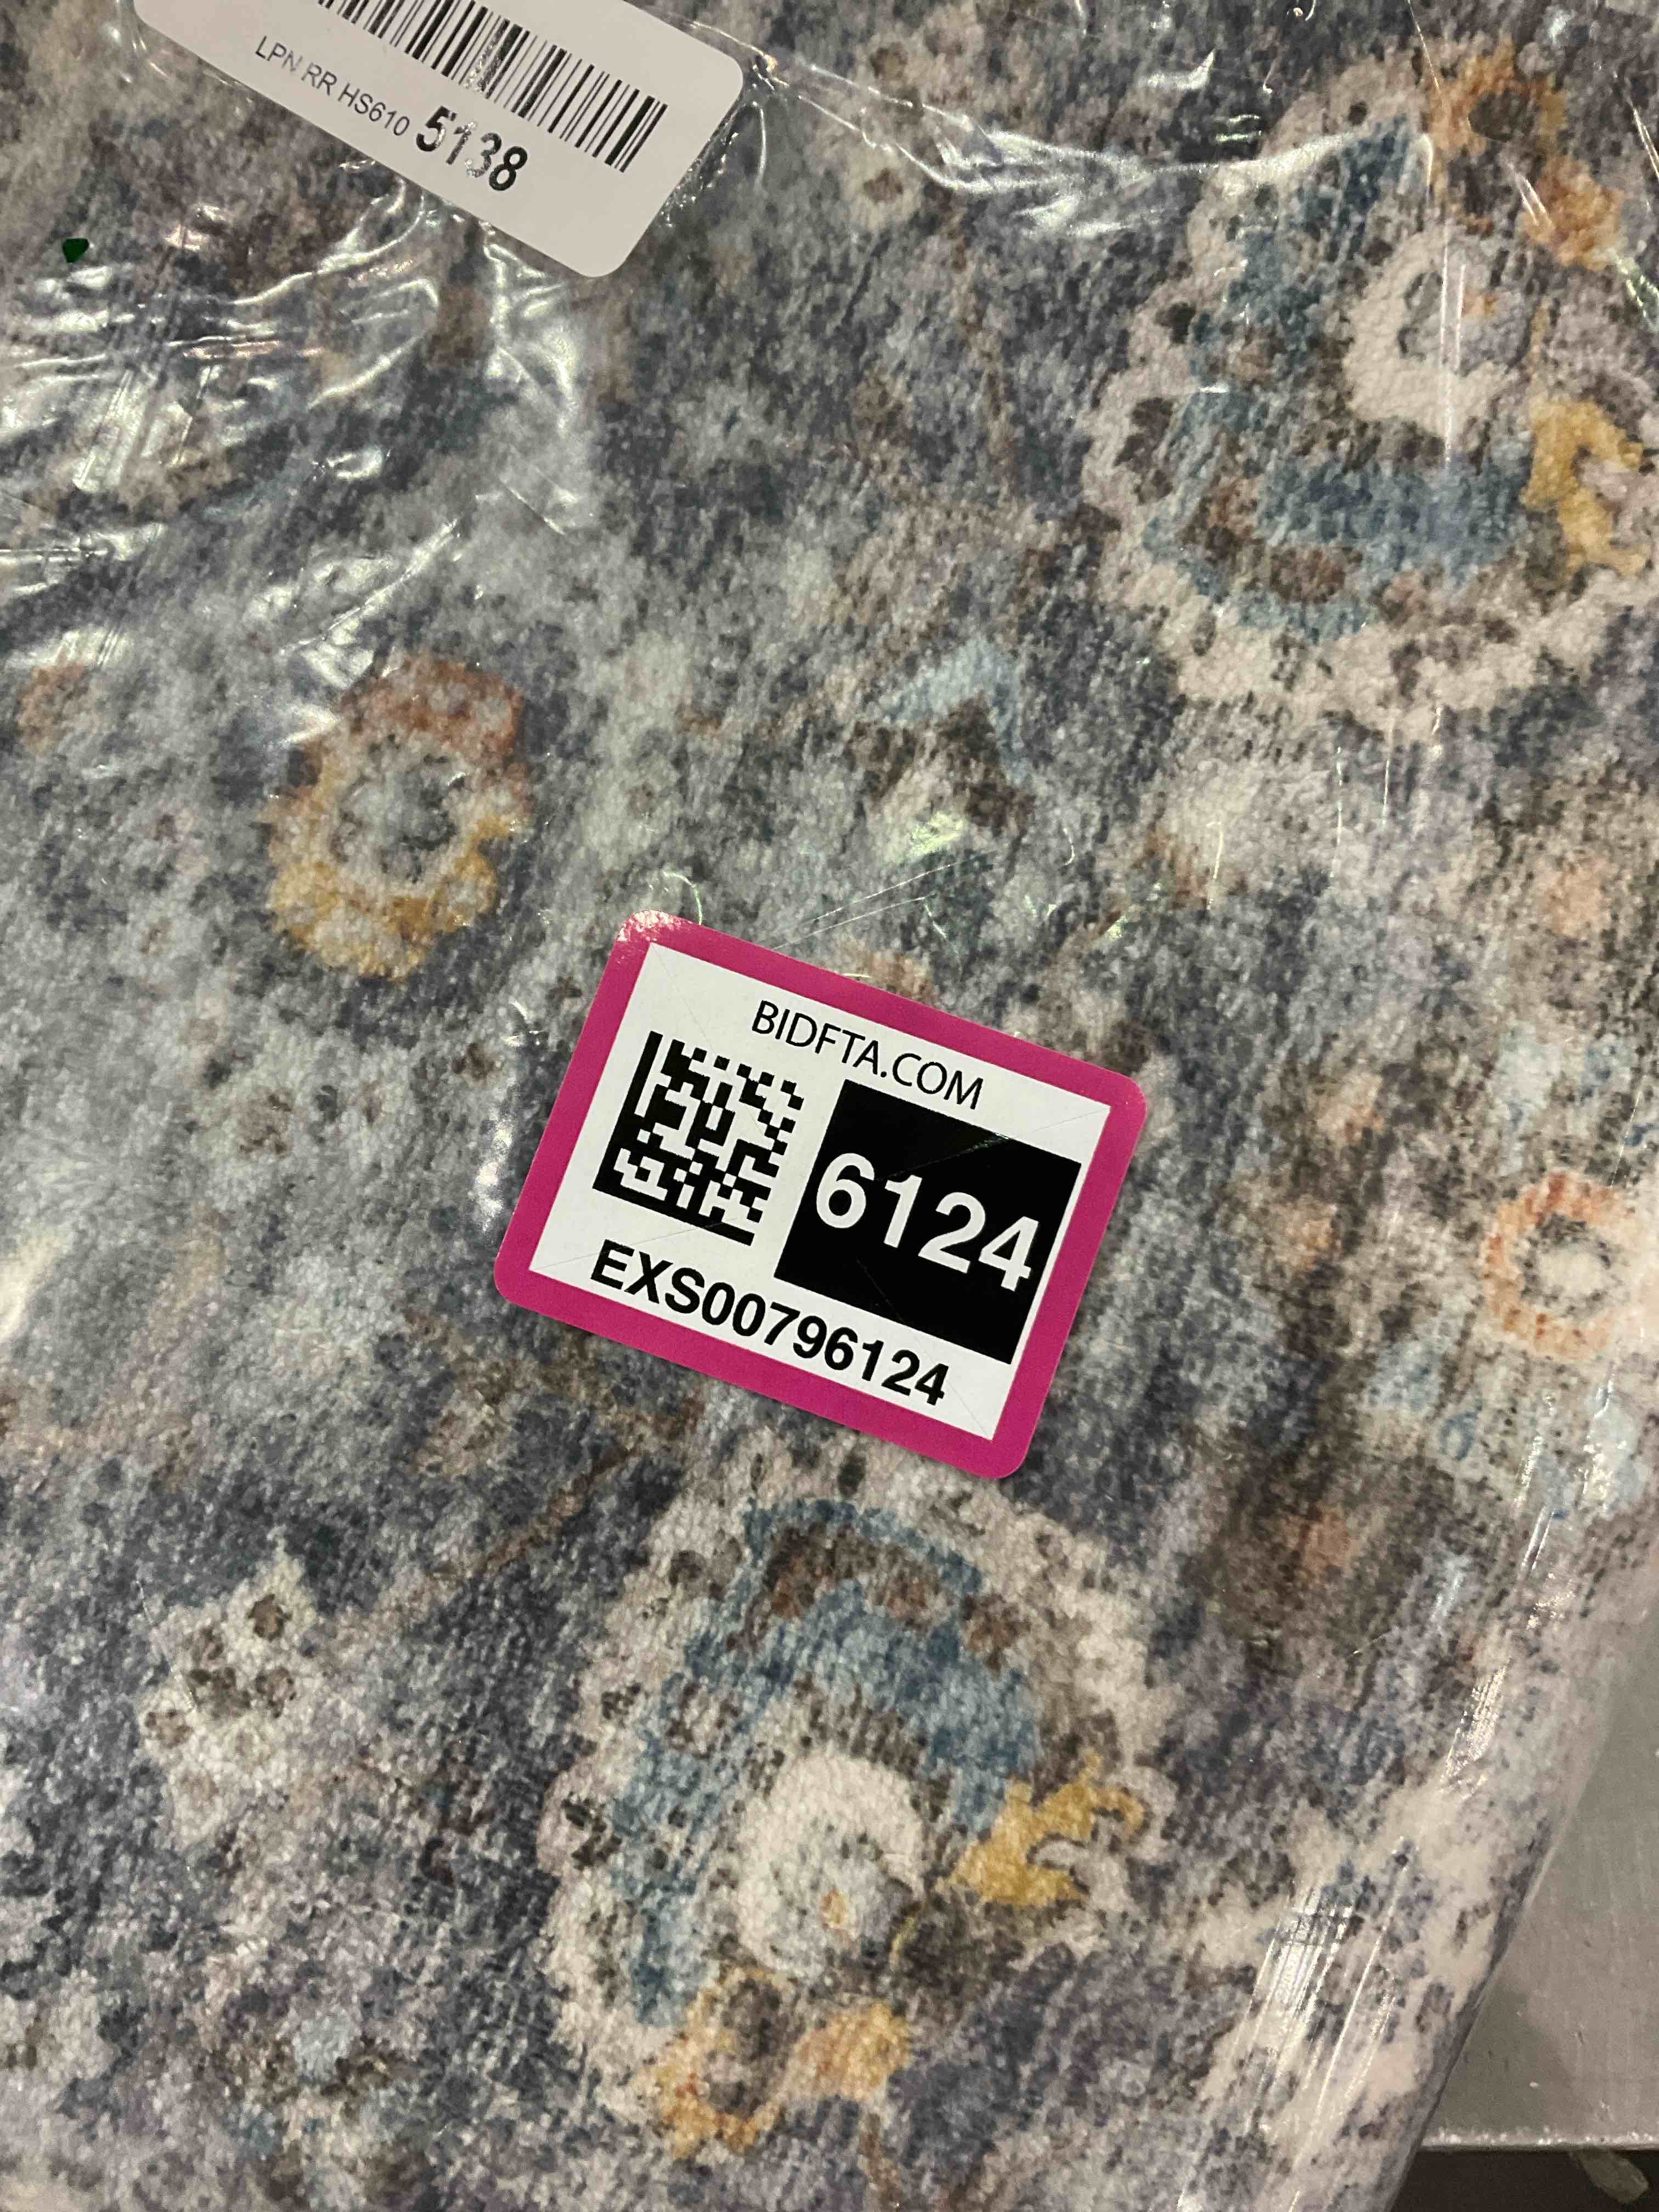 LPN RR HS610 5138
BIDFTA.COM
6124
EXS00796124